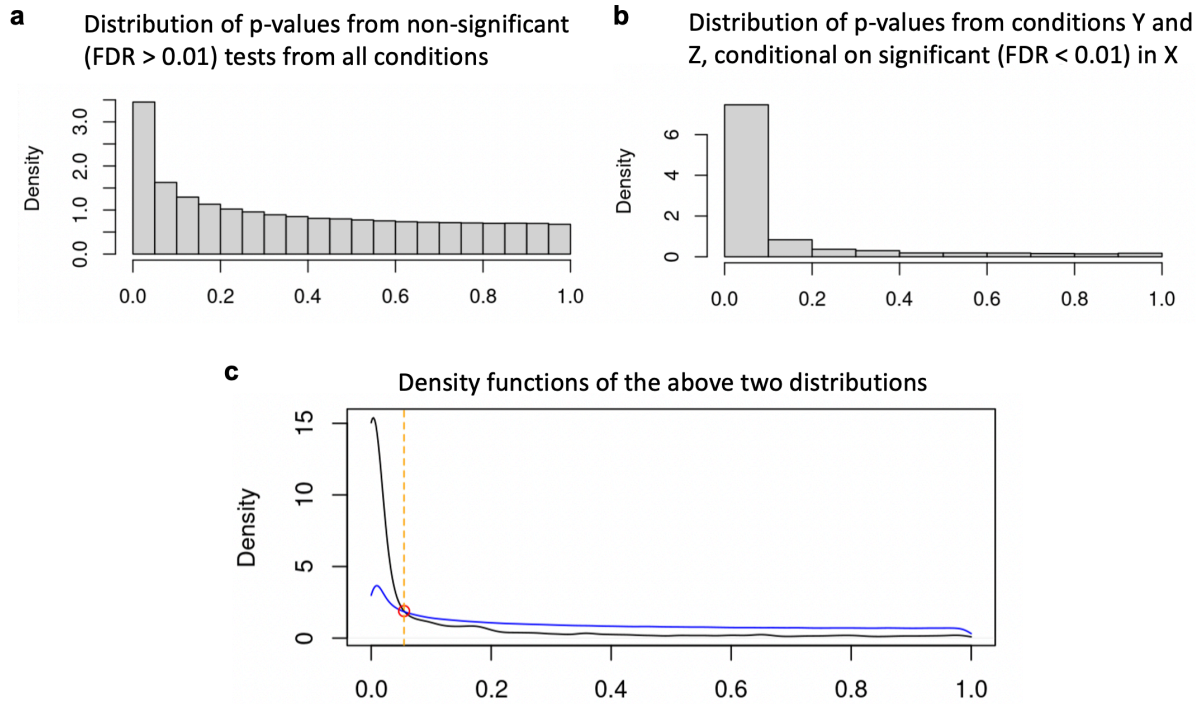 a
Distribution of p-values from non-significant
(FDR > 0.01) tests from all conditions
Density
0.0 1.0 2.0 3.0
0.0 0.2 0.4 0.6 0.8 1.0
b
Distribution of p-values from conditions Y and
Z, conditional on significant (FDR < 0.01) in X
Density
0 2 4 6
0.0 0.2 0.4 0.6 0.8 1.0
c
Density functions of the above two distributions
Density
0 5 10 15
0.0 0.2 0.4 0.6 0.8 1.0